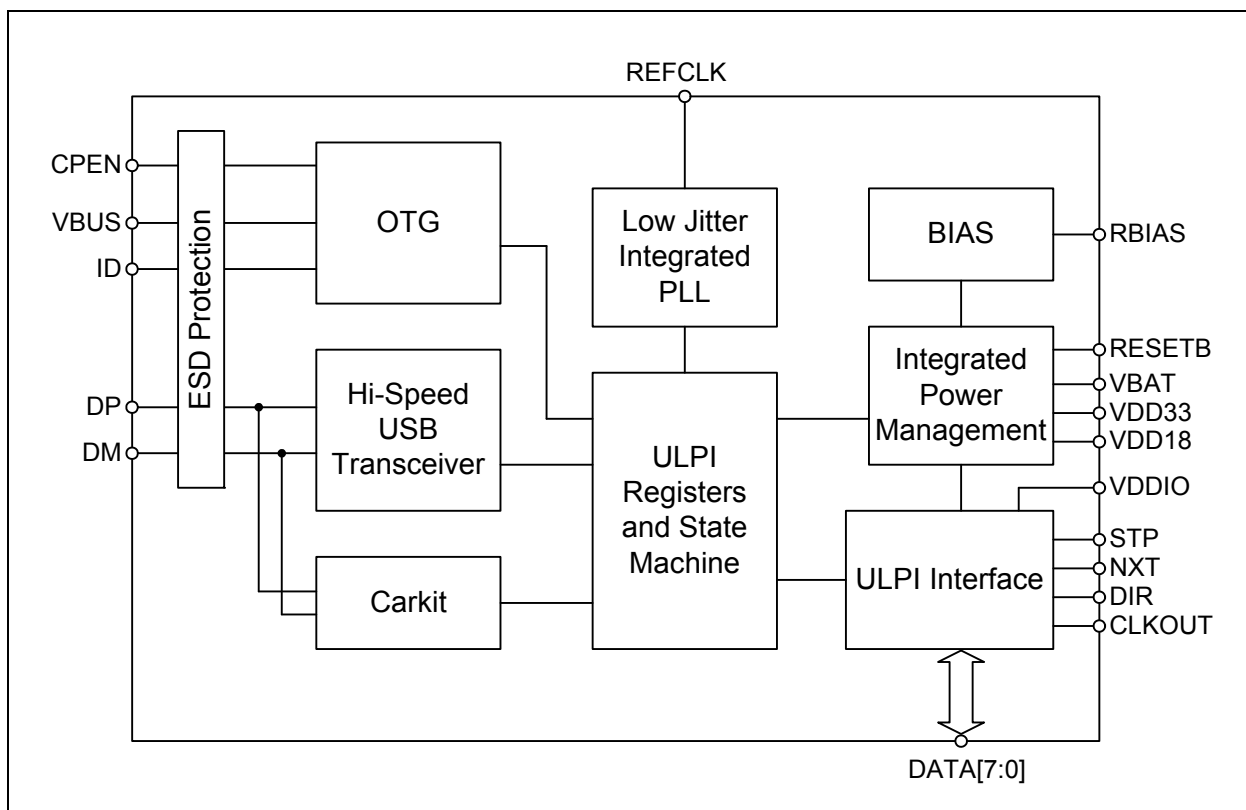 REFCLK
CPEN
VBUS
ID
DP
DM
ESD Protection
OTG
Hi-Speed
USB
Transceiver
Carkit
Low Jitter
Integrated
PLL
ULPI
Registers
and State
Machine
BIAS
Integrated
Power
Management
ULPI Interface
RBIAS
RESETB
VBAT
VDD33
VDD18
VDDIO
STP
NXT
DIR
CLKOUT
DATA[7:0]